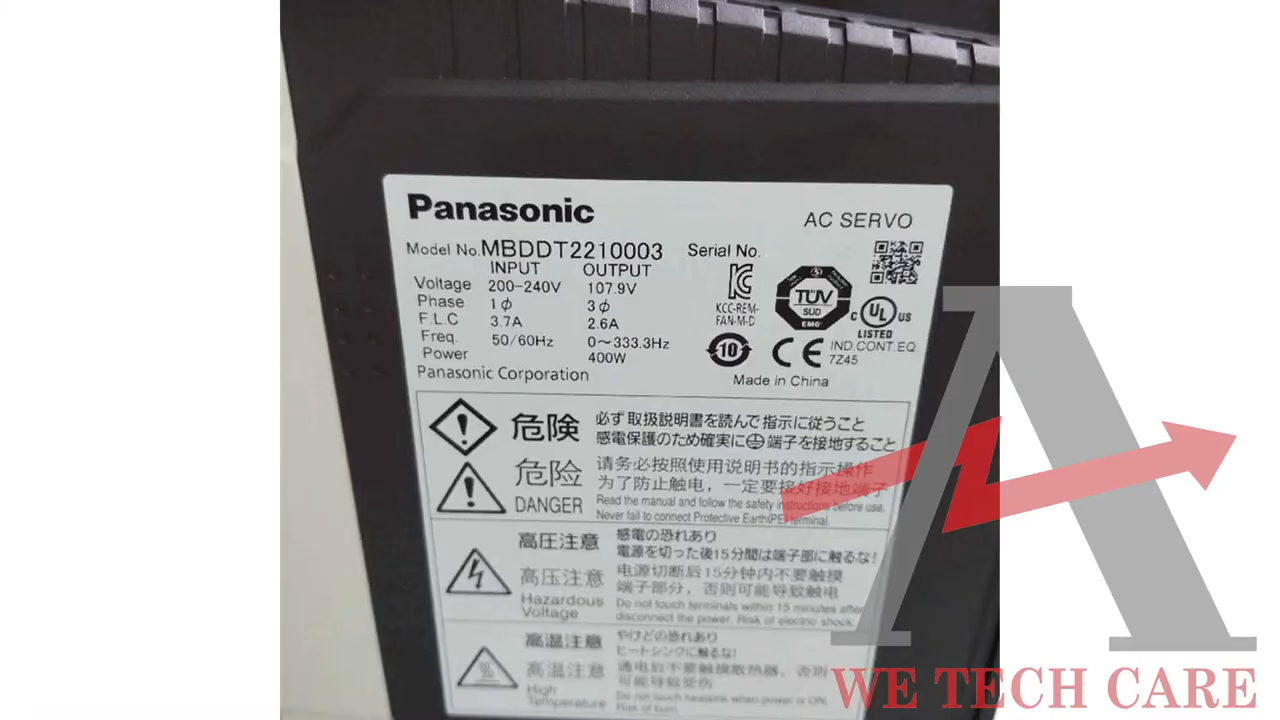 Panasonic
AC SERVO
Model No. MBDDT2210003 Serial No.
INPUT OUTPUT
Voltage 200-240V 107.9V
Phase 1ϕ 3ϕ
F.L.C 3.7A 2.6A
Freq. 50/60Hz 0～333.3Hz
Power 400W
Panasonic Corporation
KCC-REM-
FAN-M-D
TÜV
SÜD
EMC
C UL US
LISTED
IND.CONT.EQ.
7Z45
10
CE
Made in China
危険
必ず取扱説明書を読んで指示に従うこと
感電保護のため確実に⏚端子を接地すること
危险
DANGER
请务必按照使用说明书的指示操作
为了防止触电，一定要接好接地端子
Read the manual and follow the safety instructions before use.
Never fail to connect Protective Earth(PE) terminal.
高圧注意
感電の恐れあり
電源を切った後15分間は端子部に触るな!
高压注意
电源切断后15分钟内不要触摸
端子部分，否则可能导致触电
Hazardous
Voltage
Do not touch terminals within 15 minutes after
disconnect the power. Risk of electric shock.
高温注意
やけどの恐れあり
ヒートシンクに触るな!
高温注意
通电后不要触摸散热器，否则
可能导致受伤
High
Temperature
Do not touch heatsink when power is ON.
Risk of burn.
A
WE TECH CARE